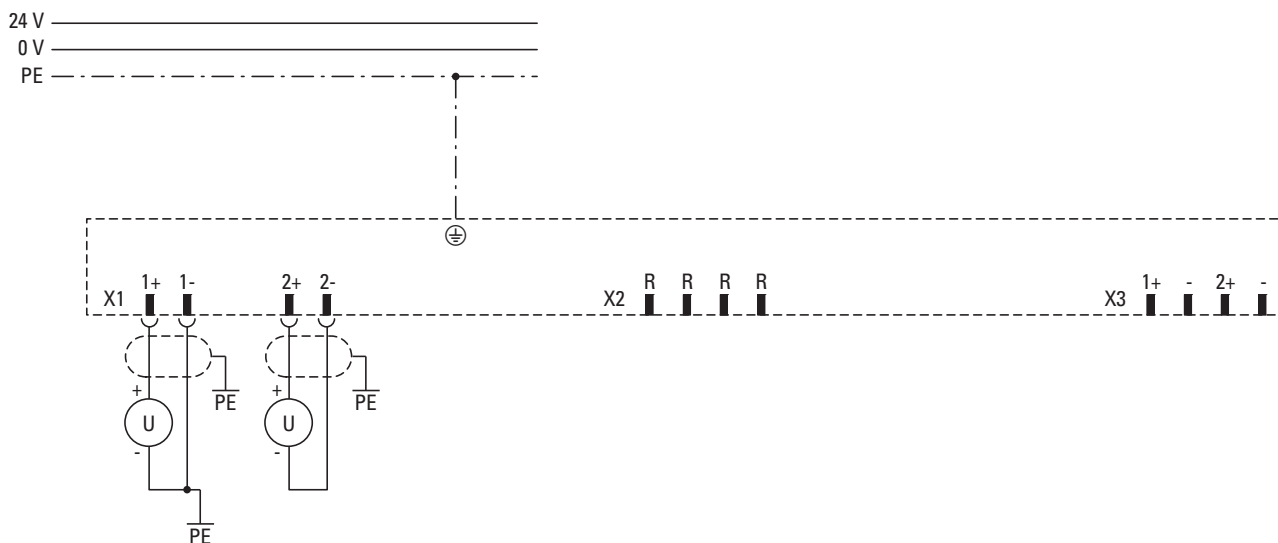 24 V
0 V
PE
1+ 1- 2+ 2- R R R R 1+ - 2+ -
X1 X2 X3
PE PE
+ +
U U
- -
PE